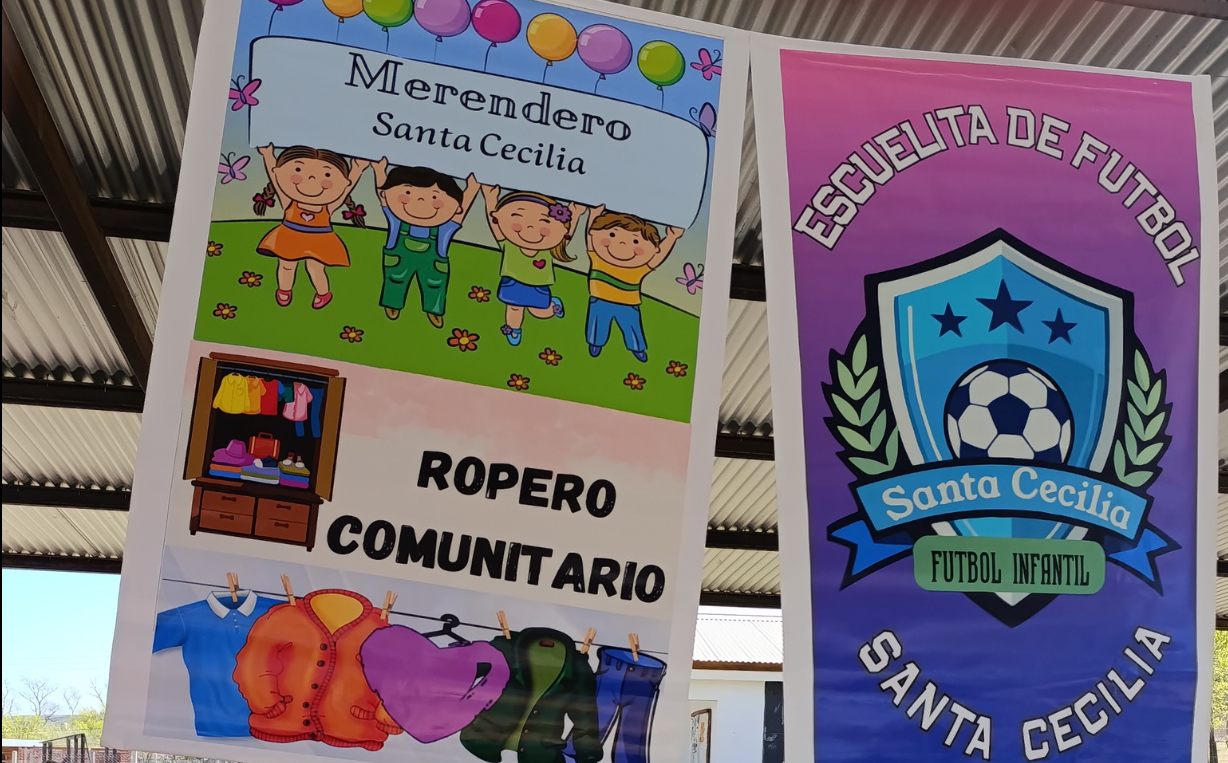 Merendero
Santa Cecilia
ROPERO
COMUNITARIO
ESCUELITA DE FUTBOL
Santa Cecilia
FUTBOL INFANTIL
SANTA CECILIA